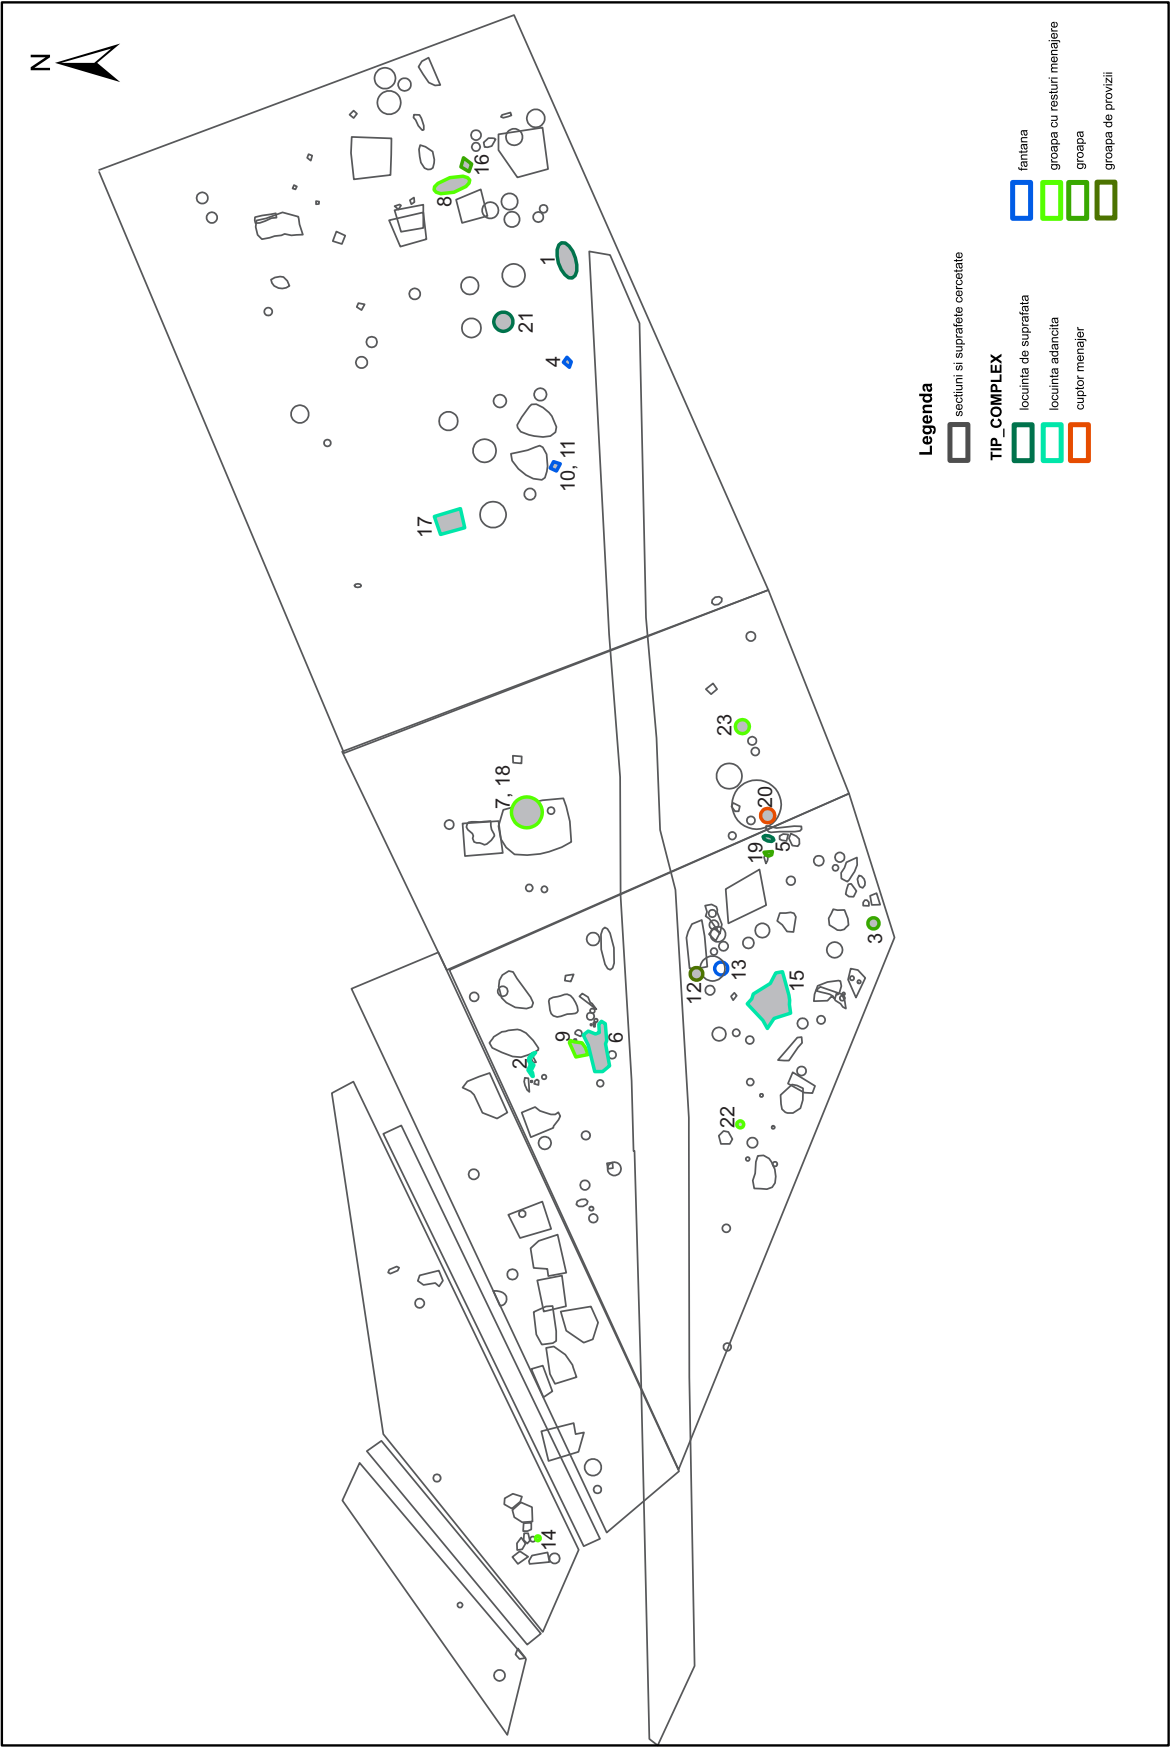 N
16
8
1
21
4
10, 11
17
23
7, 18
20
19
5
3
12
13
15
9
6
2
22
14
Legenda
sectiuni si suprafete cercetate
TIP_COMPLEX
locuinta de suprafata
locuinta adancita
cuptor menajer
fantana
groapa cu resturi menajere
groapa
groapa de provizii